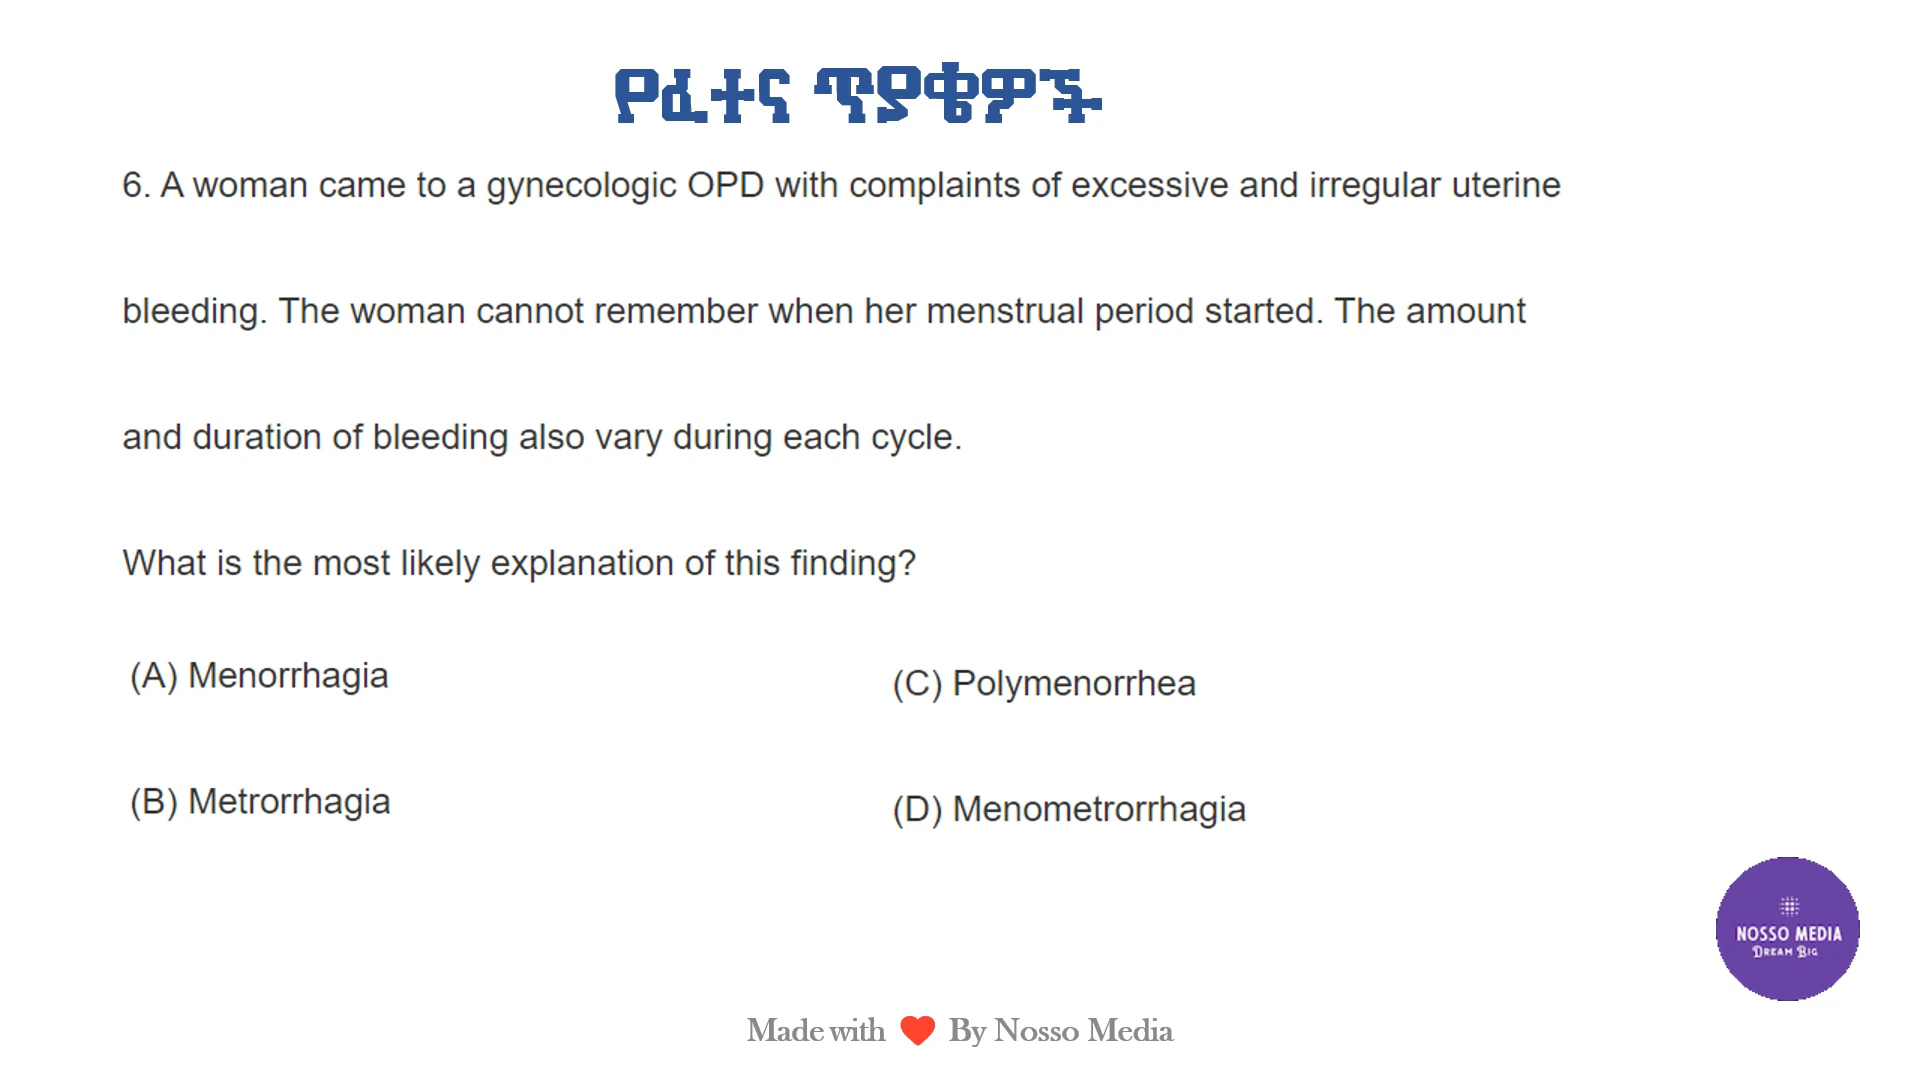 የፈተና ጥያቄዎች
6. A woman came to a gynecologic OPD with complaints of excessive and irregular uterine
bleeding. The woman cannot remember when her menstrual period started. The amount
and duration of bleeding also vary during each cycle.
What is the most likely explanation of this finding?
(A) Menorrhagia
(B) Metrorrhagia
(C) Polymenorrhea
(D) Menometrorrhagia
NOSSO MEDIA
DREAM BIG
Made with ❤ By Nosso Media